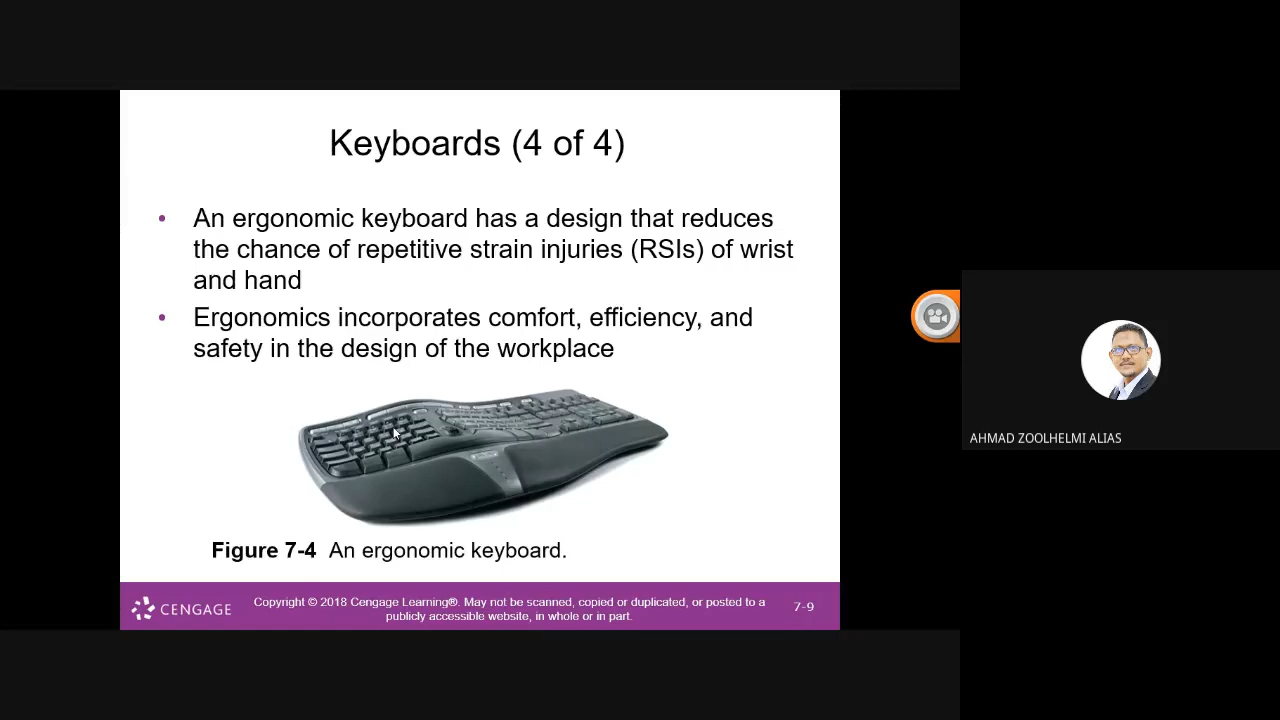 Keyboards (4 of 4)
• An ergonomic keyboard has a design that reduces
the chance of repetitive strain injuries (RSIs) of wrist
and hand
• Ergonomics incorporates comfort, efficiency, and
safety in the design of the workplace
Figure 7-4 An ergonomic keyboard.
CENGAGE
Copyright © 2018 Cengage Learning®. May not be scanned, copied or duplicated, or posted to a
publicly accessible website, in whole or in part.
7-9
AHMAD ZOOLHELMI ALIAS